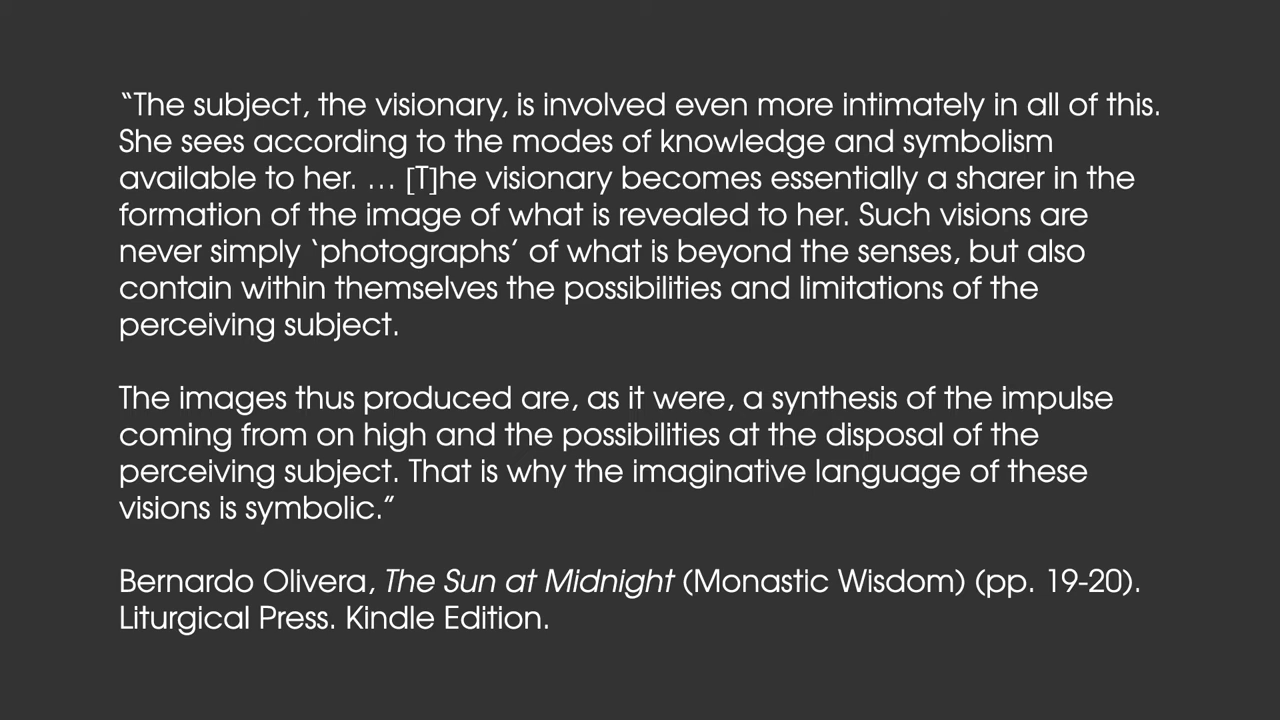 “The subject, the visionary, is involved even more intimately in all of this.
She sees according to the modes of knowledge and symbolism
available to her. … [T]he visionary becomes essentially a sharer in the
formation of the image of what is revealed to her. Such visions are
never simply ‘photographs’ of what is beyond the senses, but also
contain within themselves the possibilities and limitations of the
perceiving subject.
The images thus produced are, as it were, a synthesis of the impulse
coming from on high and the possibilities at the disposal of the
perceiving subject. That is why the imaginative language of these
visions is symbolic.”
Bernardo Olivera, The Sun at Midnight (Monastic Wisdom) (pp. 19-20).
Liturgical Press. Kindle Edition.